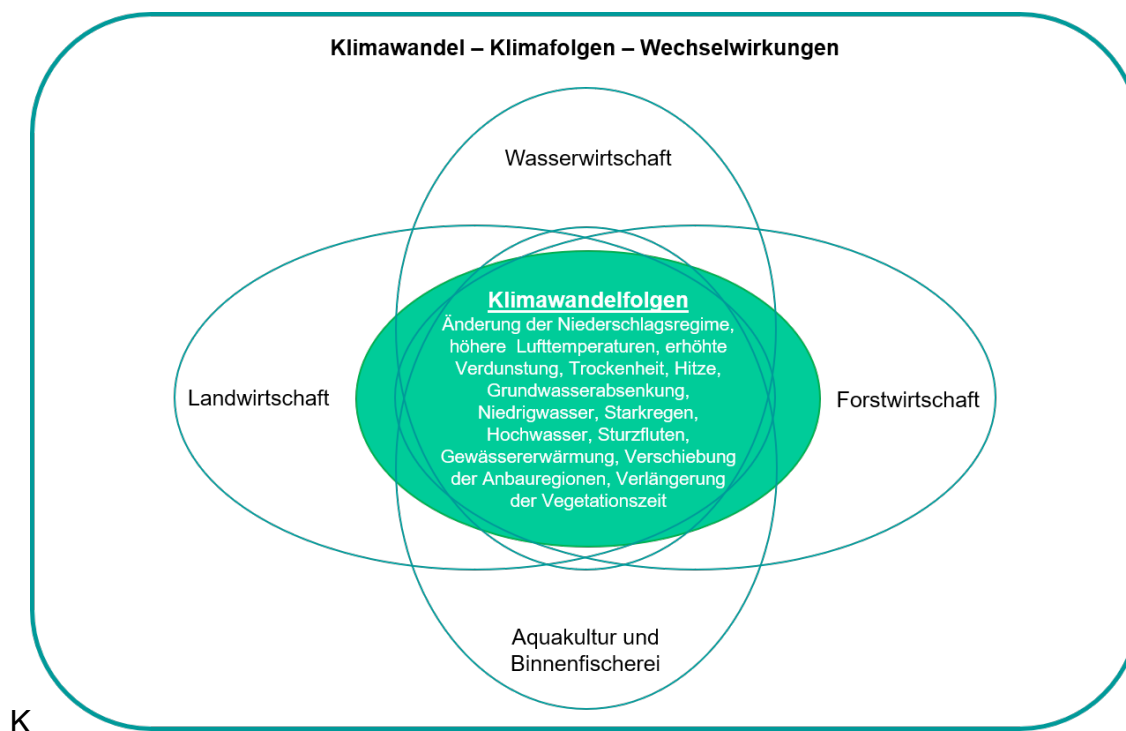 Klimawandel – Klimafolgen – Wechselwirkungen
Wasserwirtschaft
Klimawandelfolgen
Änderung der Niederschlagsregime,
höhere Lufttemperaturen, erhöhte
Verdunstung, Trockenheit, Hitze,
Grundwasserabsenkung,
Niedrigwasser, Starkregen,
Hochwasser, Sturzfluten,
Gewässererwärmung, Verschiebung
der Anbauregionen, Verlängerung
der Vegetationszeit
Landwirtschaft
Forstwirtschaft
Aquakultur und
Binnenfischerei
K